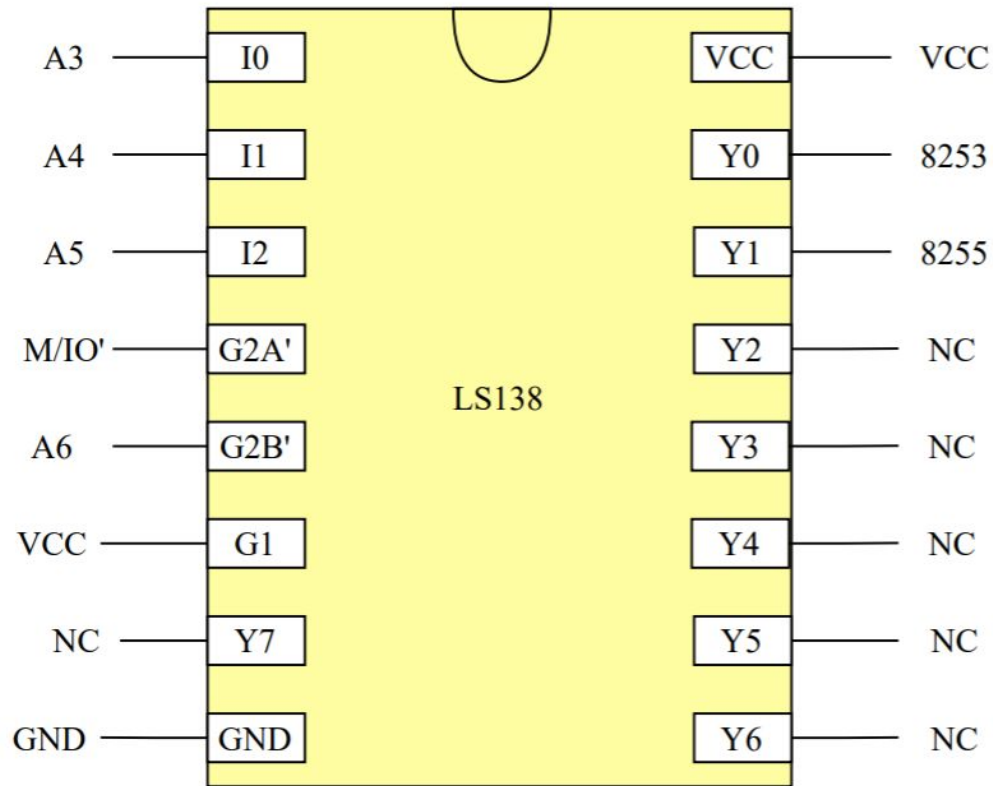 A3 I0 VCC VCC
A4 I1 Y0 8253
A5 I2 Y1 8255
M/IO' G2A' Y2 NC
LS138
A6 G2B' Y3 NC
VCC G1 Y4 NC
NC Y7 Y5 NC
GND GND Y6 NC